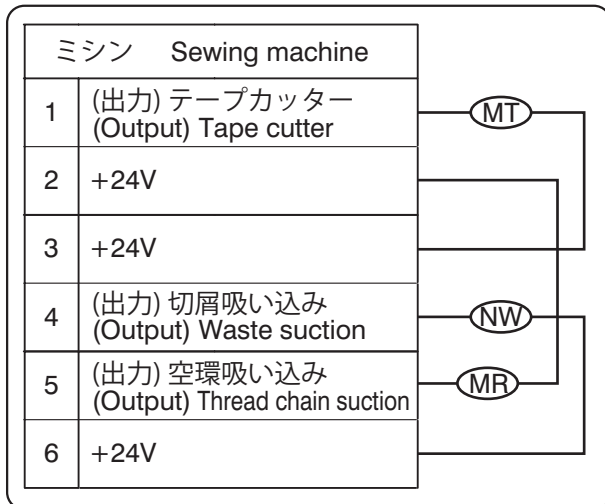 ミシン Sewing machine
1 (出力) テープカッター
(Output) Tape cutter
MT
2 +24V
3 +24V
4 (出力) 切屑吸い込み
(Output) Waste suction
NW
5 (出力) 空環吸い込み
(Output) Thread chain suction
MR
6 +24V